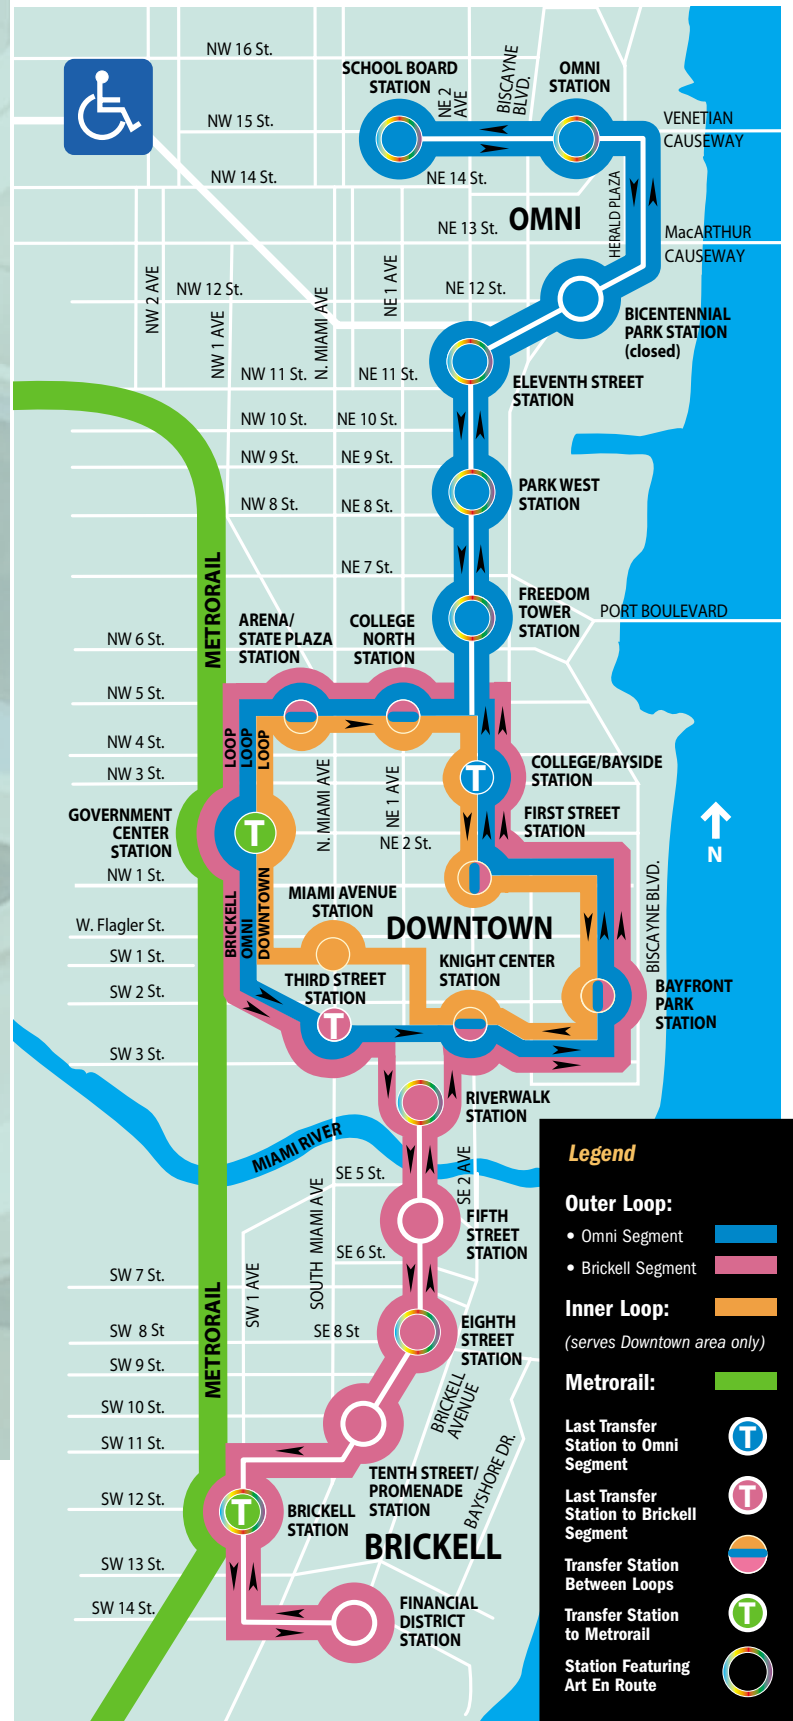 NW 16 St.
SCHOOL BOARD
STATION
NE 2
AVE
BISCAYNE
BLVD.
OMNI
STATION
NW 15 St.
VENETIAN
CAUSEWAY
NW 14 St.
NE 14 St.
HERALD PLAZA
NE 13 St.
OMNI
MacARTHUR
CAUSEWAY
NW 2 AVE
NW 12 St.
NW 1 AVE
N. MIAMI AVE
NE 1 AVE
NE 12 St.
BICENTENNIAL
PARK STATION
(closed)
NW 11 St.
NE 11 St.
ELEVENTH STREET
STATION
NW 10 St.
NE 10 St.
NW 9 St.
NE 9 St.
PARK WEST
STATION
NW 8 St.
NE 8 St.
NE 7 St.
METRORAIL
FREEDOM
TOWER
STATION
PORT BOULEVARD
ARENA/
STATE PLAZA
STATION
COLLEGE
NORTH
STATION
NW 6 St.
NW 5 St.
NW 4 St.
NW 3 St.
LOOP
LOOP
LOOP
N. MIAMI AVE
NE 1 AVE
T
COLLEGE/BAYSIDE
STATION
GOVERNMENT
CENTER
STATION
T
NE 2 St.
FIRST STREET
STATION
N
NW 1 St.
BRICKELL
OMNI
DOWNTOWN
MIAMI AVENUE
STATION
DOWNTOWN
BISCAYNE BLVD.
W. Flagler St.
SW 1 St.
KNIGHT CENTER
STATION
THIRD STREET
STATION
T
SW 2 St.
BAYFRONT
PARK
STATION
SW 3 St.
RIVERWALK
STATION
MIAMI RIVER
SE 5 St.
SE 2 AVE
SOUTH MIAMI AVE
FIFTH
STREET
STATION
SE 6 St.
SW 7 St.
SW 1 AVE
METRORAIL
SW 8 St
SE 8 St
EIGHTH
STREET
STATION
SW 9 St.
SW 10 St.
BRICKELL
AVENUE
SW 11 St.
BAYSHORE DR.
TENTH STREET/
PROMENADE
STATION
SW 12 St.
T
BRICKELL
STATION
BRICKELL
SW 13 St.
SW 14 St.
FINANCIAL
DISTRICT
STATION
Legend
Outer Loop:
• Omni Segment
• Brickell Segment
Inner Loop:
(serves Downtown area only)
Metrorail:
Last Transfer
Station to Omni
Segment
T
Last Transfer
Station to Brickell
Segment
T
Transfer Station
Between Loops
Transfer Station
to Metrorail
T
Station Featuring
Art En Route